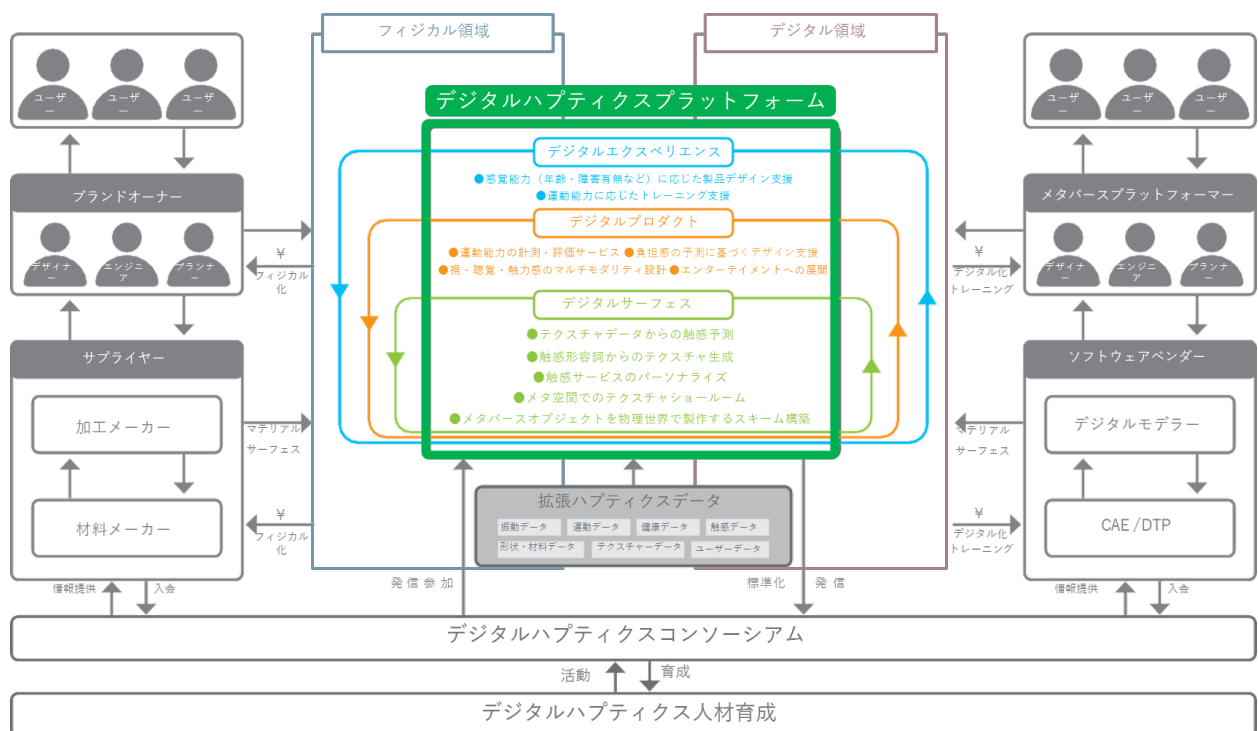 フィジカル領域
デジタル領域
ユーザ
ー
ユーザ
ー
ユーザ
ー
ユーザ
ー
ユーザ
ー
ユーザ
ー
デジタルハプティクスプラットフォーム
デジタルエクスペリエンス
●感覚能力(年齢・障害有無など)に応じた製品デザイン支援
●運動能力に応じたトレーニング支援
デジタルプロダクト
●運動能力の計測・評価サービス ●負担感の予測に基づくデザイン支援
●視・聴覚・触力感のマルチモダリティ設計 ●エンターテイメントへの展開
デジタルサーフェス
●テクスチャデータからの触感予測
●触感形容詞からのテクスチャ生成
●触感サービスのパーソナライズ
●メタ空間でのテクスチャショールーム
●メタバースオブジェクトを物理世界で製作するスキーム構築
ブランドオーナー
デザイナ
ー
エンジニ
ア
プランナ
ー
¥
フィジカル
化
サプライヤー
加工メーカー
材料メーカー
マテリアル
サーフェス
¥
フィジカル
化
メタバースプラットフォーマー
デザイナ
ー
エンジニ
ア
プランナ
ー
¥
デジタル化
トレーニング
ソフトウェアベンダー
デジタルモデラー
CAE/DTP
マテリアル
サーフェス
¥
デジタル化
トレーニング
拡張ハプティクスデータ
振動データ
運動データ
健康データ
触感データ
形状・材料データ
テクスチャーデータ
ユーザーデータ
情報提供
入会
発信参加
標準化
発信
情報提供
入会
デジタルハプティクスコンソーシアム
活動
育成
デジタルハプティクス人材育成